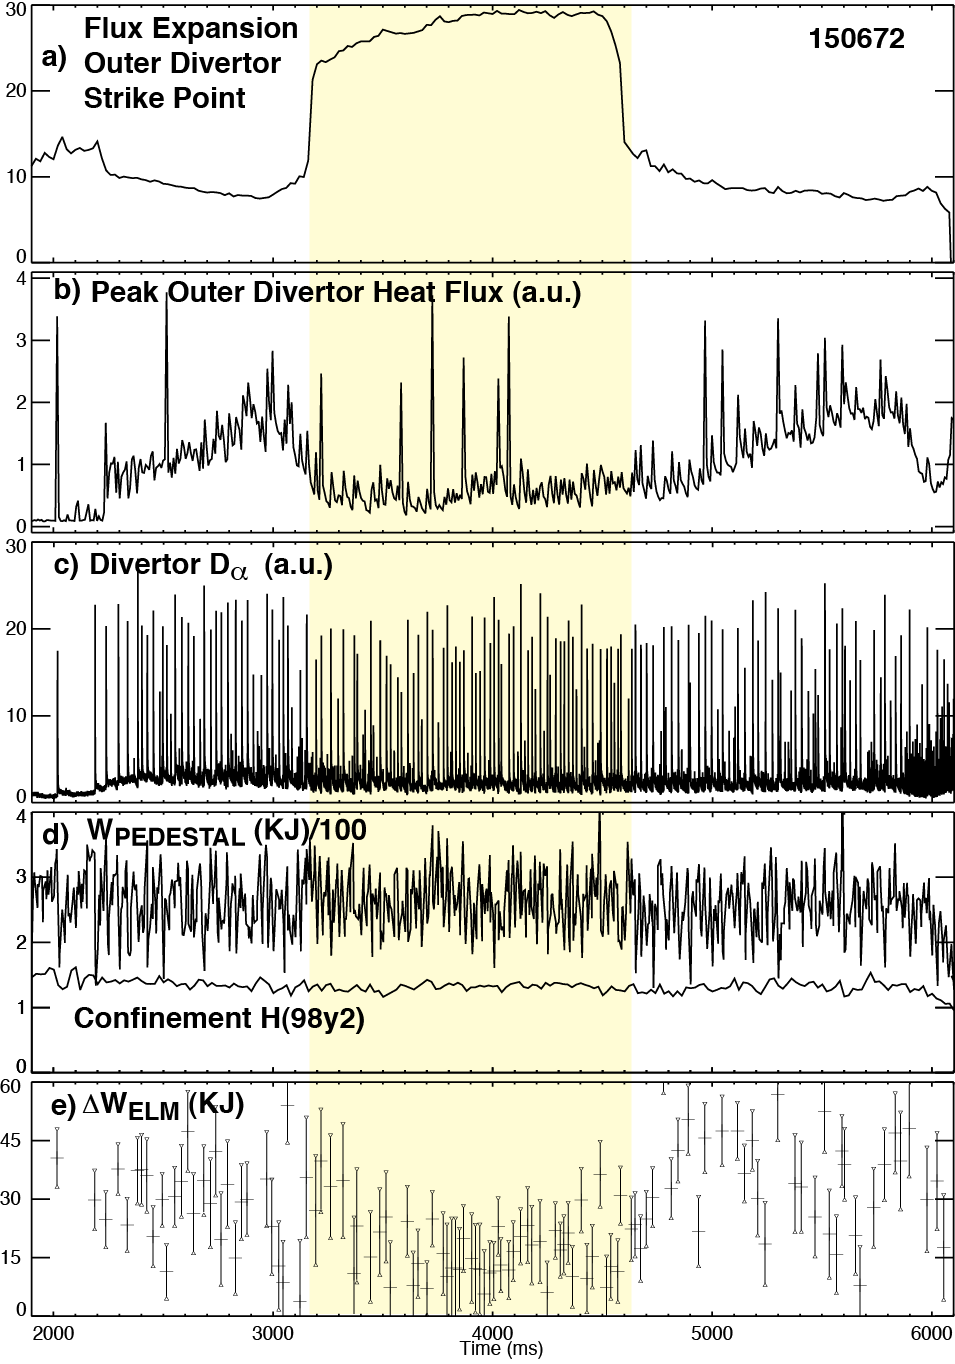 30
a) Flux Expansion
Outer Divertor
Strike Point
150672
20
10
0
4
b) Peak Outer Divertor Heat Flux (a.u.)
3
2
1
0
30
c) Divertor Dα (a.u.)
20
10
0
4
d) WPEDESTAL (KJ)/100
3
2
1
Confinement H(98y2)
0
60
e) ΔWELM (KJ)
45
30
15
0
2000 3000 4000 5000 6000
Time (ms)